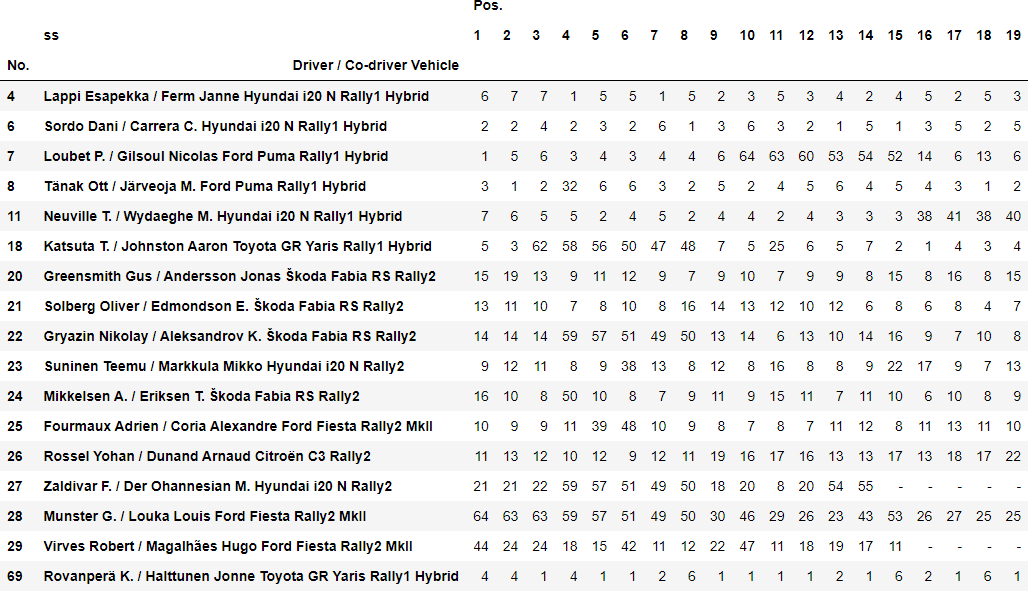 Pos.
ss 1 2 3 4 5 6 7 8 9 10 11 12 13 14 15 16 17 18 19
No. Driver / Co-driver Vehicle
4 Lappi Esapekka / Ferm Janne Hyundai i20 N Rally1 Hybrid 6 7 7 1 5 5 1 5 2 3 5 3 4 2 4 5 2 5 3
6 Sordo Dani / Carrera C. Hyundai i20 N Rally1 Hybrid 2 2 4 2 3 2 6 1 3 6 3 2 1 5 1 3 5 2 5
7 Loubet P. / Gilsoul Nicolas Ford Puma Rally1 Hybrid 1 5 6 3 4 3 4 4 6 64 63 60 53 54 52 14 6 13 6
8 Tänak Ott / Järveoja M. Ford Puma Rally1 Hybrid 3 1 2 32 6 6 3 2 5 2 4 5 6 4 5 4 3 1 2
11 Neuville T. / Wydaeghe M. Hyundai i20 N Rally1 Hybrid 7 6 5 5 2 4 5 2 4 4 2 4 3 3 3 38 41 38 40
18 Katsuta T. / Johnston Aaron Toyota GR Yaris Rally1 Hybrid 5 3 62 58 56 50 47 48 7 5 25 6 5 7 2 1 4 3 4
20 Greensmith Gus / Andersson Jonas Škoda Fabia RS Rally2 15 19 13 9 11 12 9 7 9 10 7 9 9 8 15 8 16 8 15
21 Solberg Oliver / Edmondson E. Škoda Fabia RS Rally2 13 11 10 7 8 10 8 16 14 13 12 10 12 6 8 6 8 4 7
22 Gryazin Nikolay / Aleksandrov K. Škoda Fabia RS Rally2 14 14 14 59 57 51 49 50 13 14 6 13 10 14 16 9 7 10 8
23 Suninen Teemu / Markkula Mikko Hyundai i20 N Rally2 9 12 11 8 9 38 13 8 12 8 16 8 8 9 22 17 9 7 13
24 Mikkelsen A. / Eriksen T. Škoda Fabia RS Rally2 16 10 8 50 10 8 7 9 11 9 15 11 7 11 10 6 10 8 9
25 Fourmaux Adrien / Coria Alexandre Ford Fiesta Rally2 MkII 10 9 9 11 39 48 10 9 8 7 8 7 11 12 8 11 13 11 10
26 Rossel Yohan / Dunand Arnaud Citroën C3 Rally2 11 13 12 10 12 9 12 11 19 16 17 16 13 13 17 13 18 17 22
27 Zaldivar F. / Der Ohannesian M. Hyundai i20 N Rally2 21 21 22 59 57 51 49 50 18 20 8 20 54 55 - - - - -
28 Munster G. / Louka Louis Ford Fiesta Rally2 MkII 64 63 63 59 57 51 49 50 30 46 29 26 23 43 53 26 27 25 25
29 Virves Robert / Magalhães Hugo Ford Fiesta Rally2 MkII 44 24 24 18 15 42 11 12 22 47 11 18 19 17 11 - - - -
69 Rovanperä K. / Halttunen Jonne Toyota GR Yaris Rally1 Hybrid 4 4 1 4 1 1 2 6 1 1 1 1 2 1 6 2 1 6 1